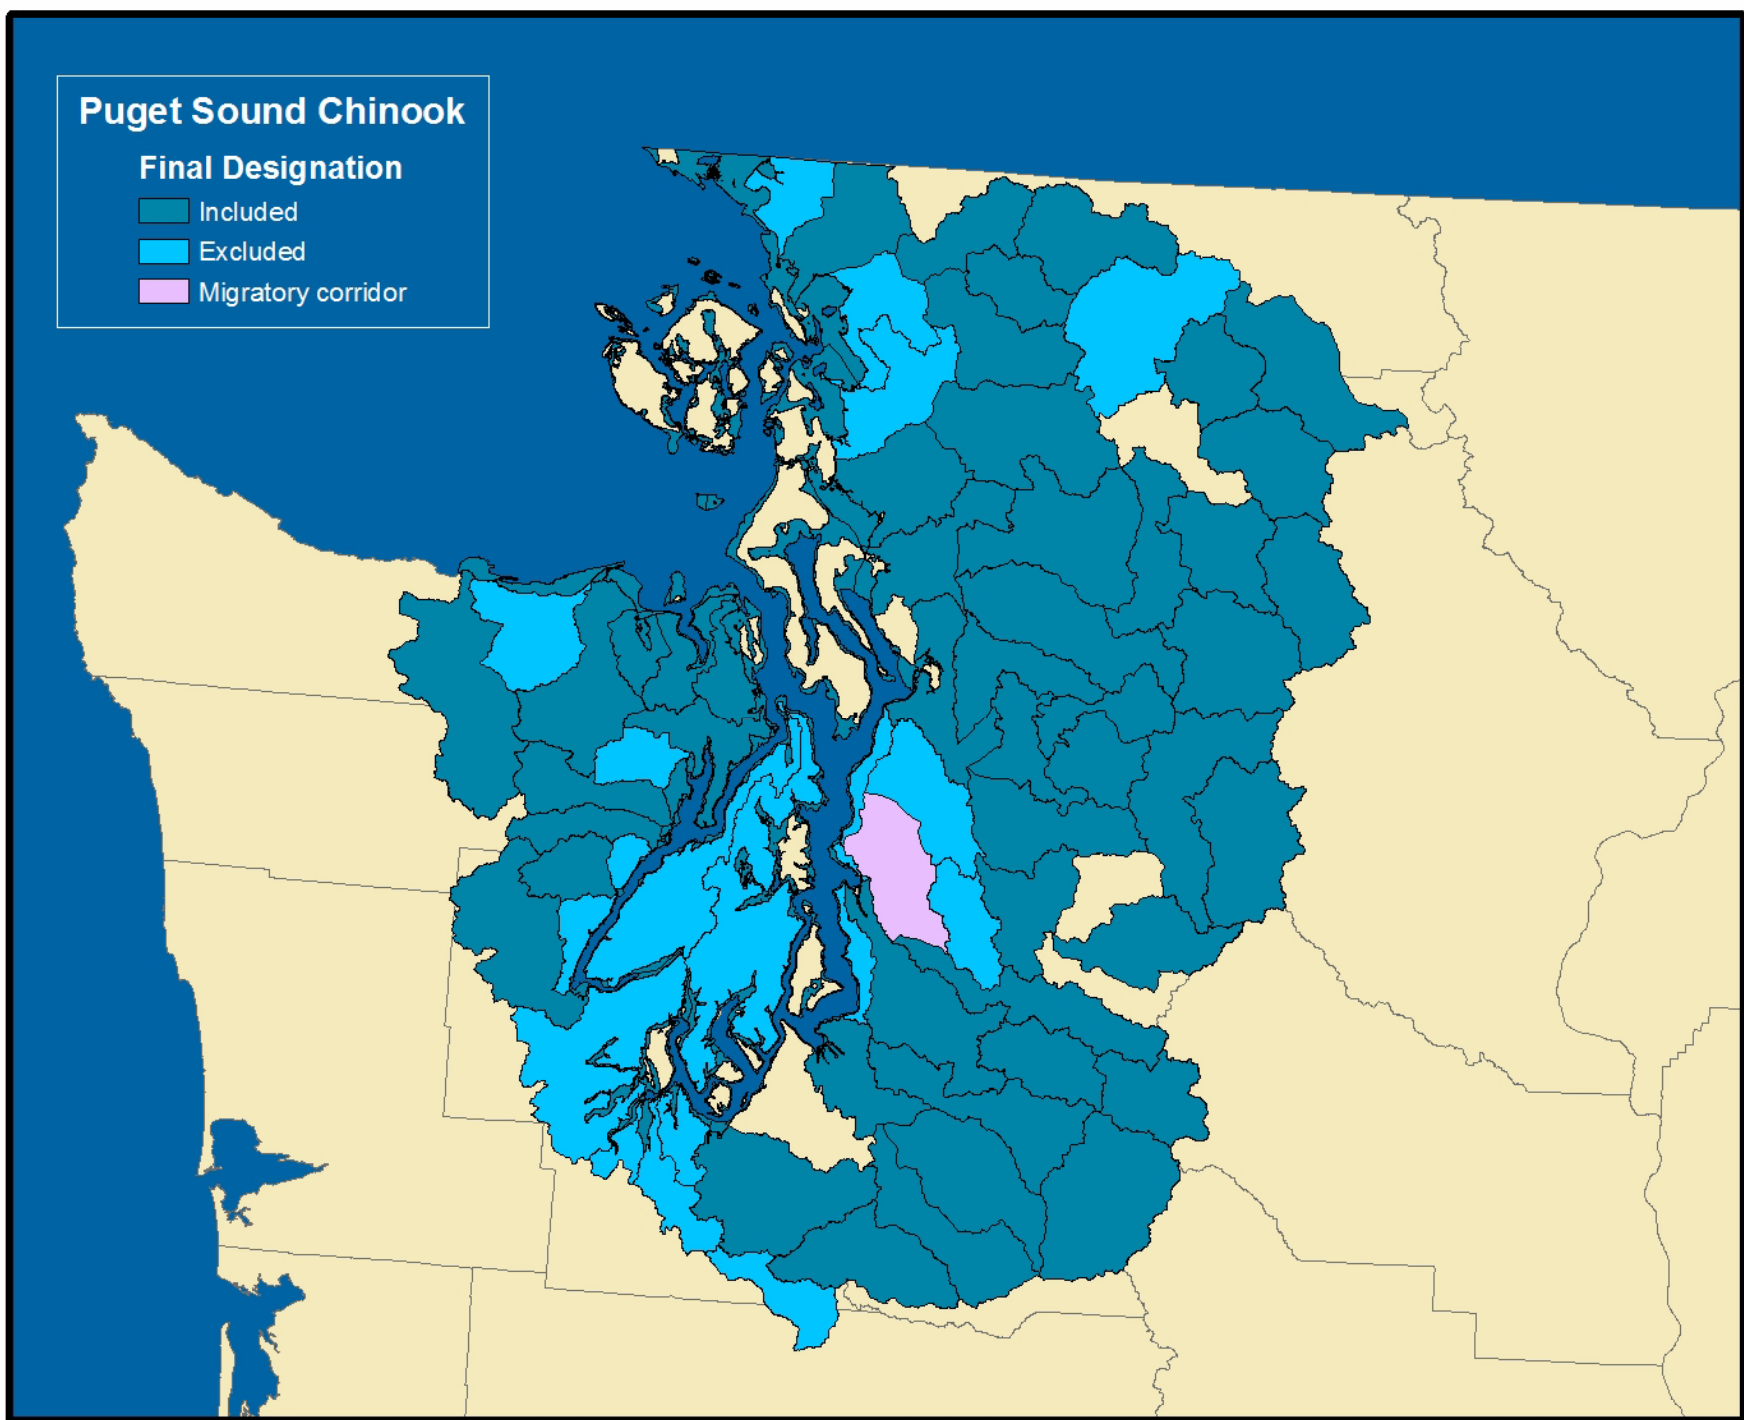 Puget Sound Chinook
Final Designation
Included
Excluded
Migratory corridor